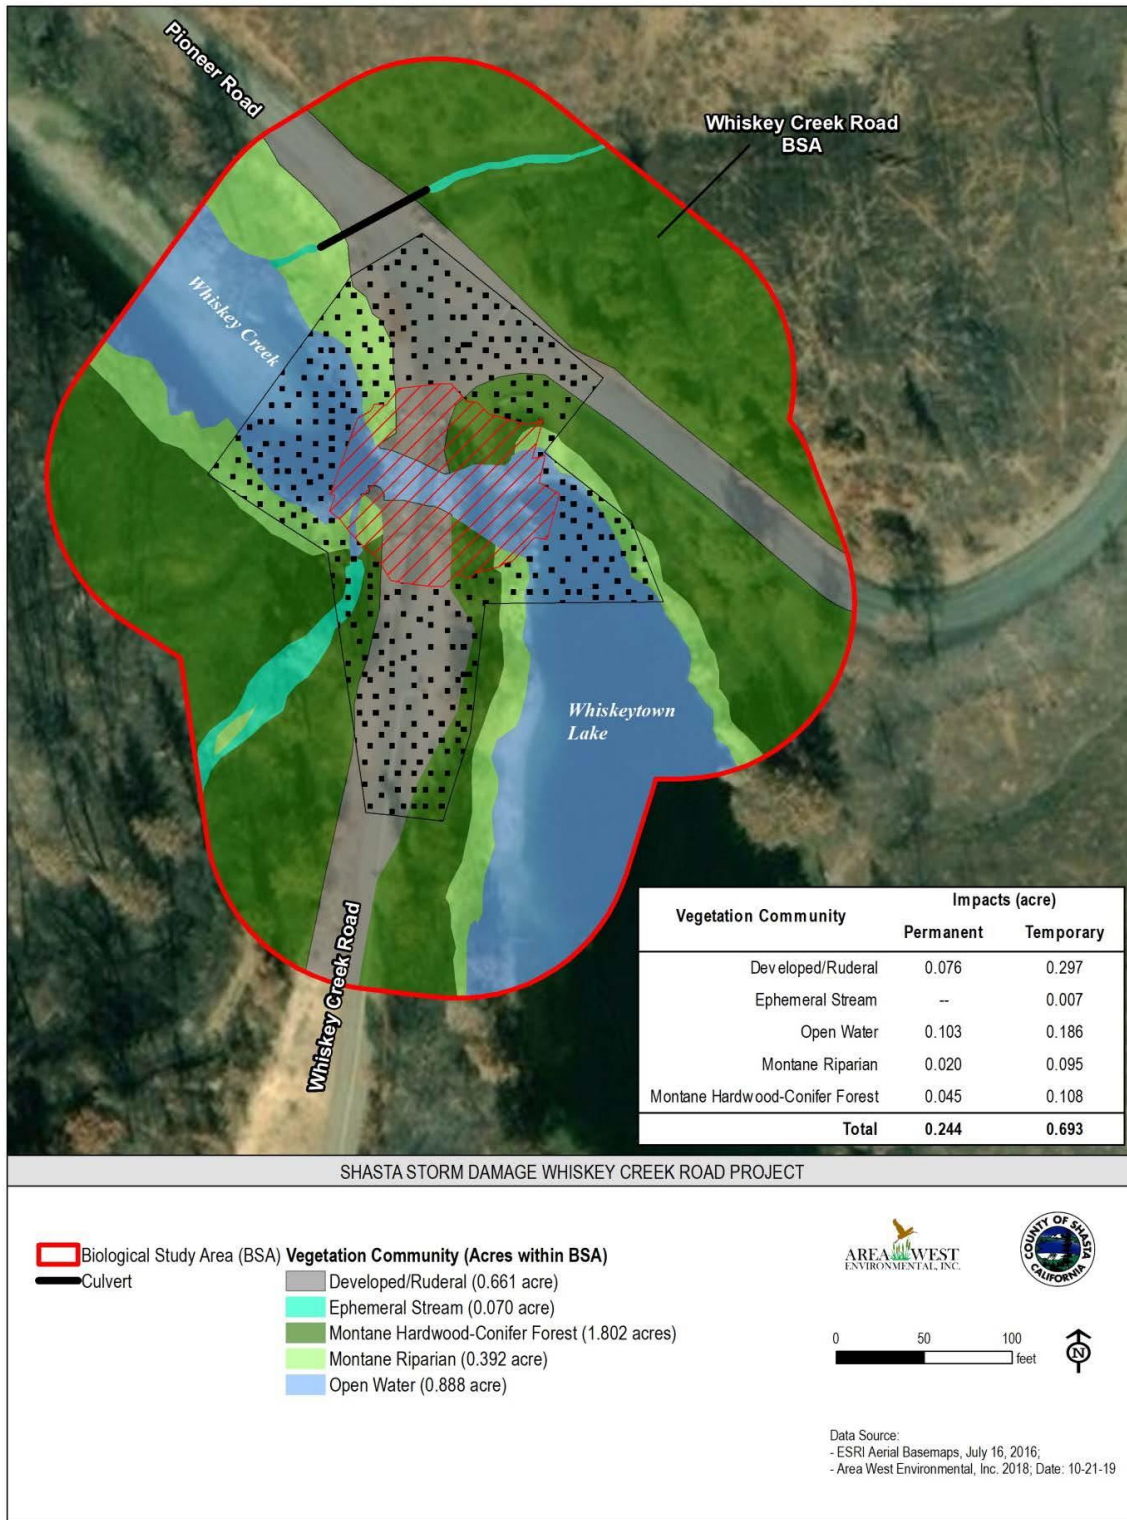 Pioneer Road
Whiskey Creek Road
BSA
Whiskey Creek
Whiskeytown
Lake
Whiskey Creek Road
Vegetation Community Impacts (acre)
Permanent Temporary
Developed/Ruderal 0.076 0.297
Ephemeral Stream -- 0.007
Open Water 0.103 0.186
Montane Riparian 0.020 0.095
Montane Hardwood-Conifer Forest 0.045 0.108
Total 0.244 0.693
SHASTA STORM DAMAGE WHISKEY CREEK ROAD PROJECT
Biological Study Area (BSA)
Culvert
Vegetation Community (Acres within BSA)
Developed/Ruderal (0.661 acre)
Ephemeral Stream (0.070 acre)
Montane Hardwood-Conifer Forest (1.802 acres)
Montane Riparian (0.392 acre)
Open Water (0.888 acre)
AREA WEST
ENVIRONMENTAL, INC.
COUNTY OF SHASTA
CALIFORNIA
0 50 100
feet
N
Data Source:
- ESRI Aerial Basemaps, July 16, 2016;
- Area West Environmental, Inc. 2018; Date: 10-21-19